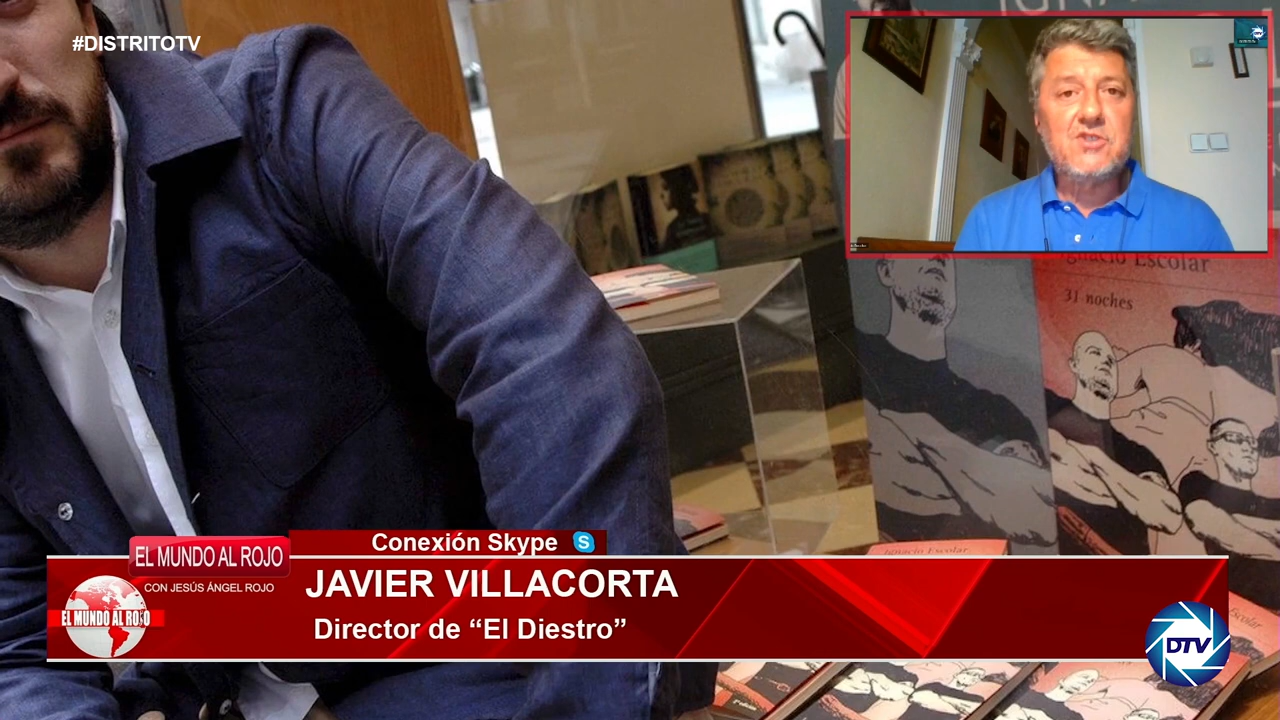 #DISTRITOTV
Ignacio Escolar
31 noches
Conexión Skype
EL MUNDO AL ROJO
CON JESÚS ÁNGEL ROJO
JAVIER VILLACORTA
Director de “El Diestro”
EL MUNDO AL ROJO
DTV
Ignacio Escolar
Escolar